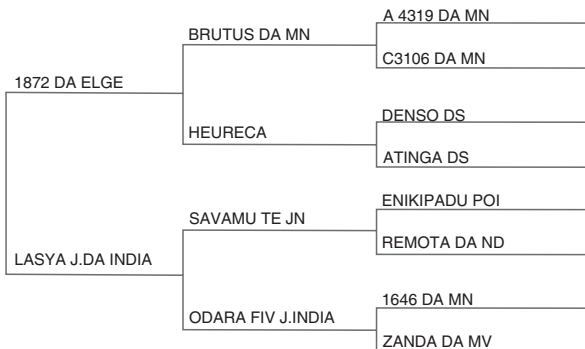 A 4319 DA MN
BRUTUS DA MN
C3106 DA MN
1872 DA ELGE
DENSO DS
HEURECA
ATINGA DS
ENIKIPADU POI
SAVAMU TE JN
REMOTA DA ND
LASYA J.DA INDIA
1646 DA MN
ODARA FIV J.INDIA
ZANDA DA MV